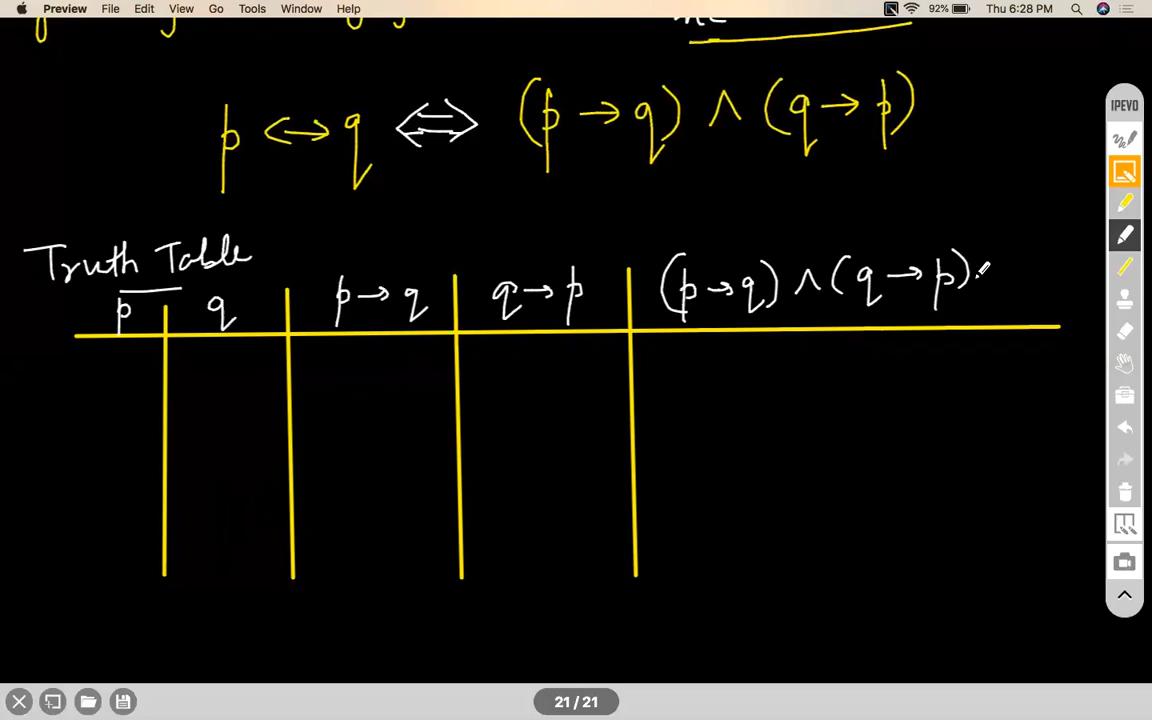 Preview File Edit View Go Tools Window Help 92% Thu 6:28 PM
p ↔ q ⇔ (p → q) ∧ (q → p)
Truth Table
p q p → q q → p (p → q) ∧ (q → p)
IPEVO
21 / 21